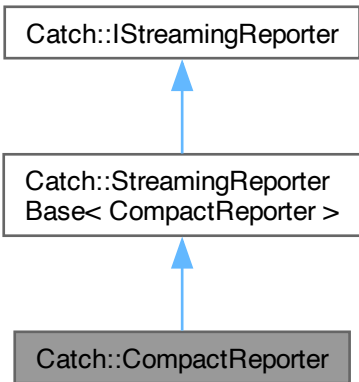 Catch::IStreamingReporter
Catch::StreamingReporter
Base< CompactReporter >
Catch::CompactReporter